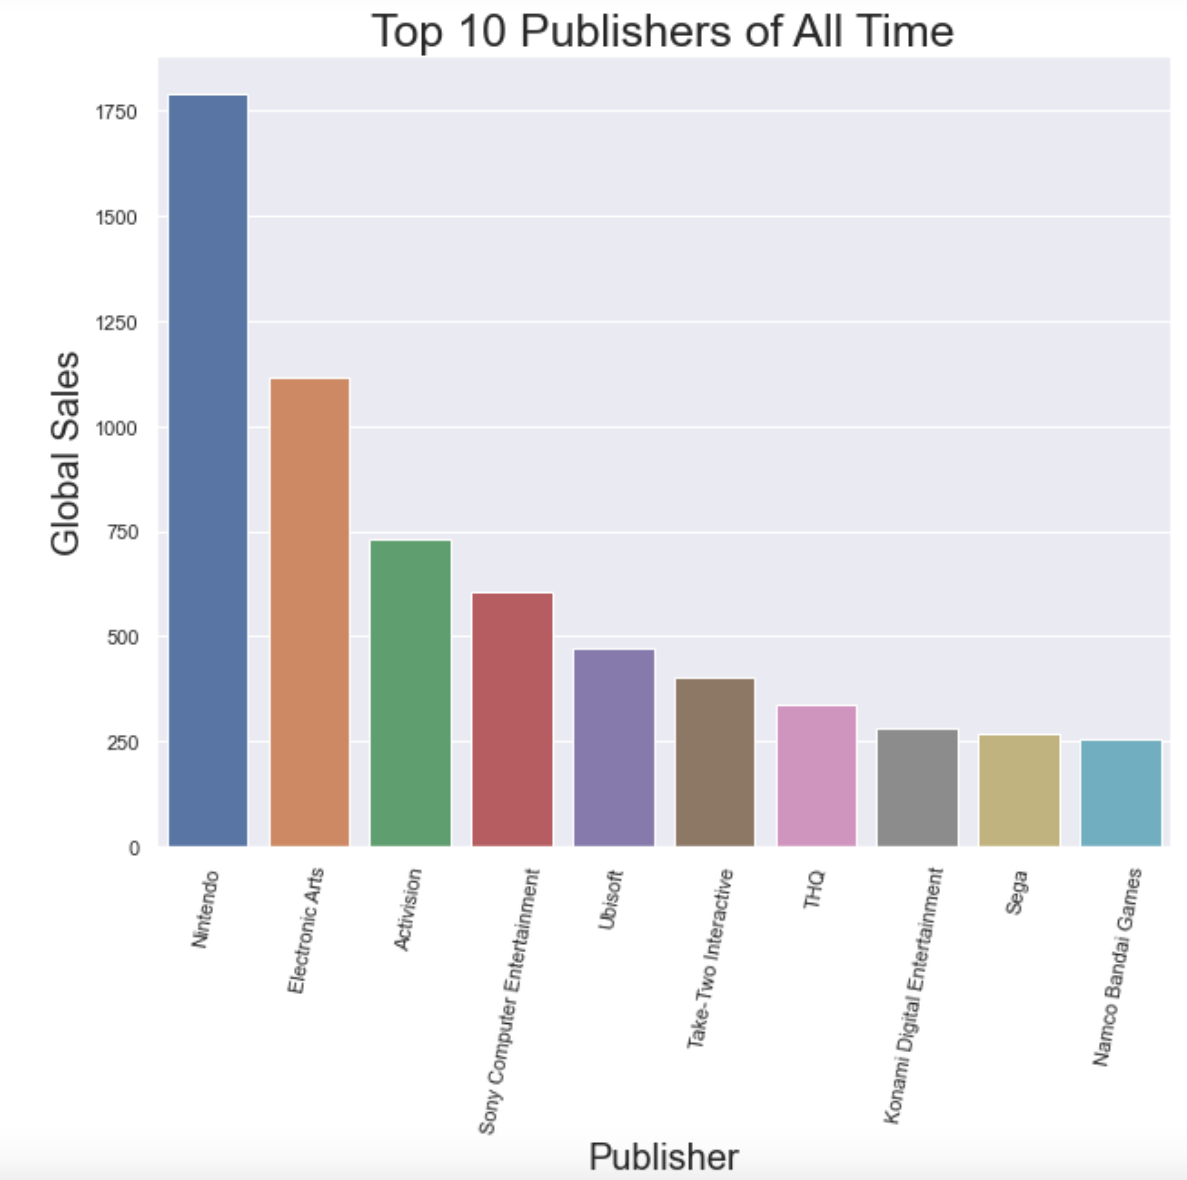 Top 10 Publishers of All Time
Global Sales
1750
1500
1250
1000
750
500
250
0
Nintendo
Electronic Arts
Activision
Sony Computer Entertainment
Ubisoft
Take-Two Interactive
THQ
Konami Digital Entertainment
Sega
Namco Bandai Games
Publisher